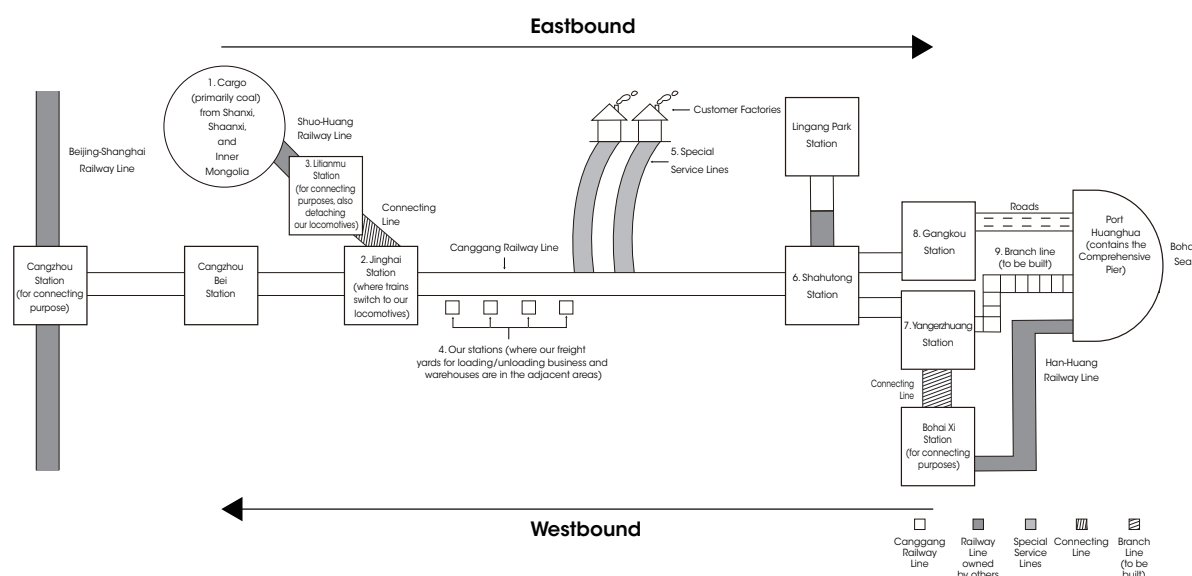 Eastbound
1. Cargo
(primarily coal)
from Shanxi,
Shaanxi,
and
Inner
Mongolia
Shuo-Huang
Railway Line
Beijing-Shanghai
Railway Line
3. Litianmu
Station
(for connecting
purposes, also
detaching
our locomotives)
Connecting
Line
Customer Factories
5. Special
Service Lines
Lingang Park
Station
Cangzhou
Station
(for connecting
purpose)
Cangzhou
Bei
Station
2. Jinghai
Station
(where trains
switch to our
locomotives)
Canggang Railway Line
4. Our stations (where our freight
yards for loading/unloading business and
warehouses are in the adjacent areas)
6. Shahutong
Station
8. Gangkou
Station
Roads
9. Branch line
(to be built)
Port
Huanghua
(contains the
Comprehensive
Pier)
Boha
Sea
7. Yangerzhuang
Station
Han-Huang
Railway Line
Connecting
Line
Bohai Xi
Station
(for connecting
purposes)
Westbound
Canggang
Railway
Line
Railway
Line
owned
by others
Special
Service
Lines
Connecting
Line
Branch
Line
(to be
built)